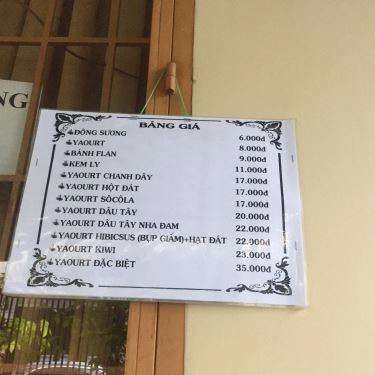 NG
BẢNG GIÁ
ĐÔNG SƯƠNG 6.000đ
YAOURT 8.000đ
BÁNH FLAN 9.000đ
KEM LY 11.000đ
YAOURT CHANH DÂY 17.000đ
YAOURT HỘT ĐÁT 17.000đ
YAOURT SÔCÔLA 17.000đ
YAOURT DÂU TÂY 20.000đ
YAOURT DÂU TÂY NHA ĐAM 22.000đ
YAOURT HIBICSUS (BỤP GIẤM)+HẠT ĐÁT 22.000đ
YAOURT KIWI 23.000đ
YAOURT ĐẶC BIỆT 35.000đ